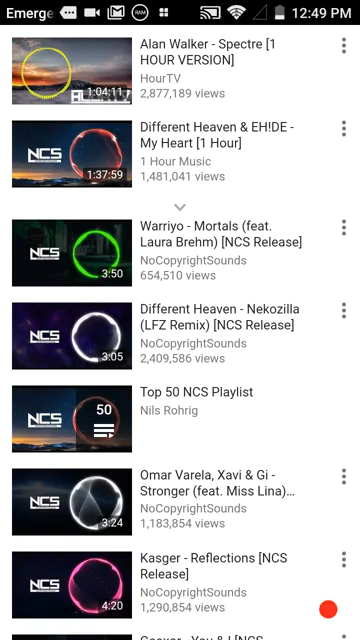 Emerge
RAM
12:49 PM
Alan Walker - Spectre [1
HOUR VERSION]
HourTV
2,877,189 views
1:04:11
Different Heaven & EH!DE -
My Heart [1 Hour]
1 Hour Music
1,481,041 views
NCS
1:37:59
Warriyo - Mortals (feat.
Laura Brehm) [NCS Release]
NoCopyrightSounds
654,510 views
NCS
3:50
Different Heaven - Nekozilla
(LFZ Remix) [NCS Release]
NoCopyrightSounds
2,409,586 views
NCS
3:05
Top 50 NCS Playlist
Nils Rohrig
NCS
50
Omar Varela, Xavi & Gi -
Stronger (feat. Miss Lina)...
NoCopyrightSounds
1,183,854 views
NCS
3:24
Kasger - Reflections [NCS
Release]
NoCopyrightSounds
1,290,854 views
NCS
4:20